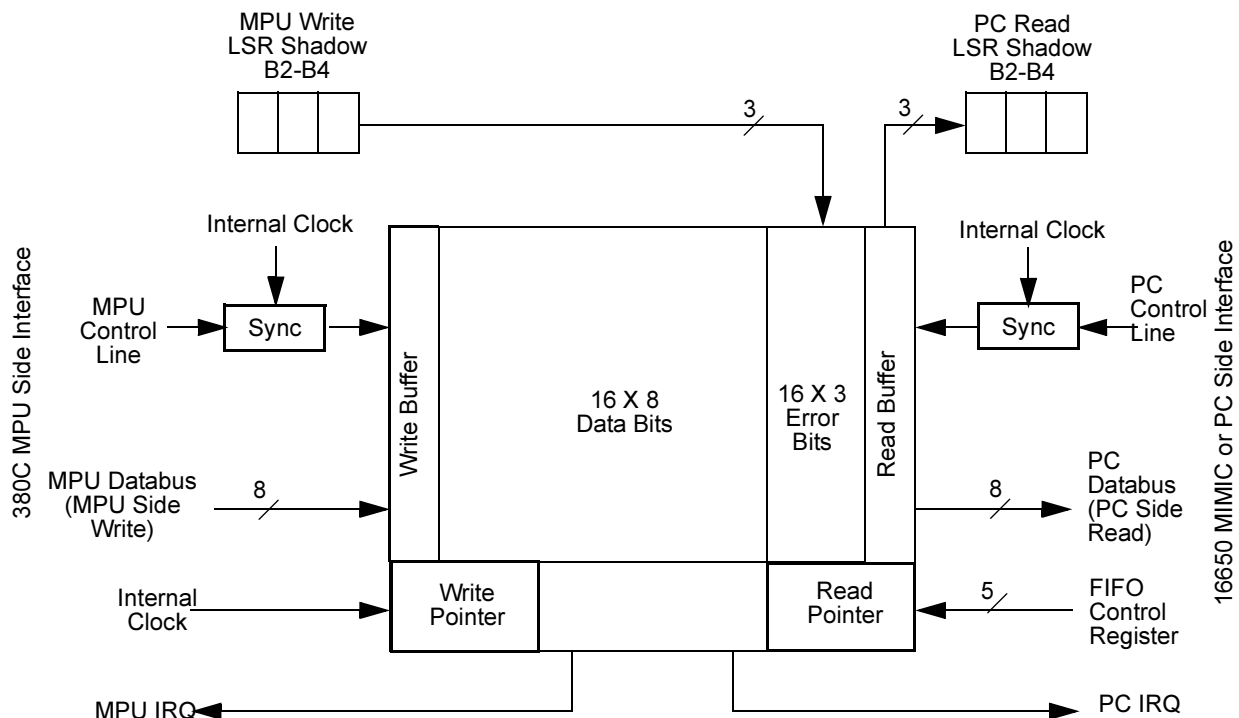 MPU Write
LSR Shadow
B2-B4
PC Read
LSR Shadow
B2-B4
3
3
Internal Clock
Internal Clock
380C MPU Side Interface
MPU
Control
Line
Sync
Write Buffer
16 X 8
Data Bits
16 X 3
Error
Bits
Read Buffer
Sync
PC
Control
Line
16650 MIMIC or PC Side Interface
MPU Databus
(MPU Side
Write)
8
8
PC
Databus
(PC Side
Read)
Internal
Clock
Write
Pointer
Read
Pointer
5
FIFO
Control
Register
MPU IRQ
PC IRQ